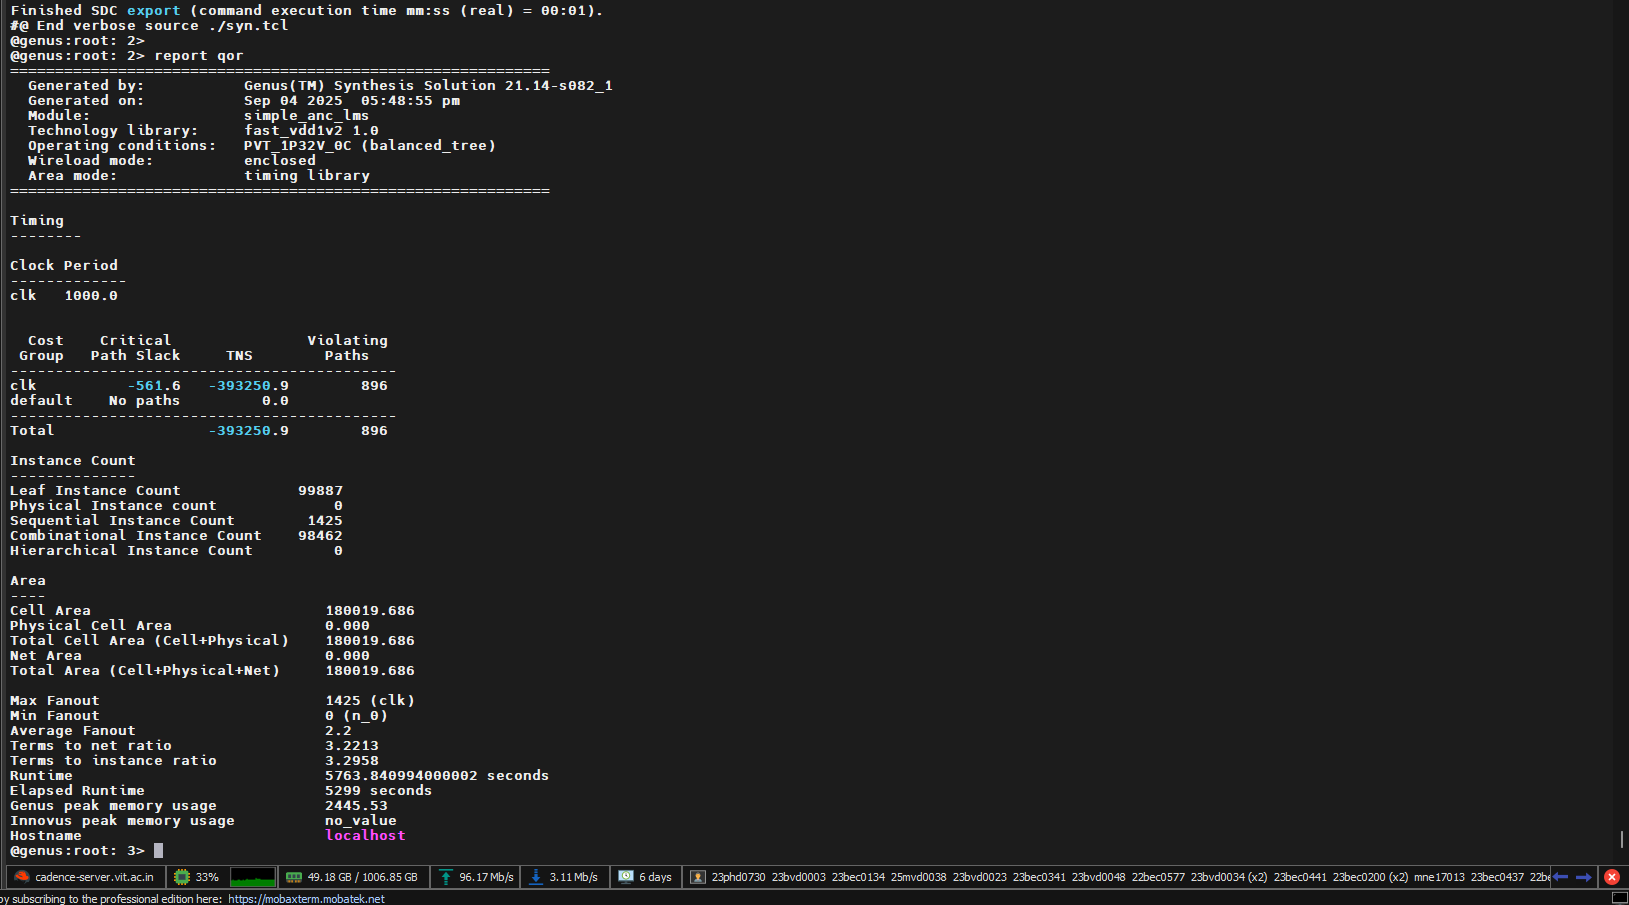 Finished SDC export (command execution time mm:ss (real) = 00:01).
#@ End verbose source ./syn.tcl
@genus:root: 2>
@genus:root: 2> report qor
============================================================
  Generated by:           Genus(TM) Synthesis Solution 21.14-s082_1
  Generated on:           Sep 04 2025  05:48:55 pm
  Module:                 simple_anc_lms
  Technology library:     fast_vdd1v2 1.0
  Operating conditions:   PVT_1P32V_0C (balanced_tree)
  Wireload mode:          enclosed
  Area mode:              timing library
============================================================
Timing
--------
Clock Period
-------------
clk   1000.0
  Cost    Critical               Violating
 Group   Path Slack     TNS        Paths
-------------------------------------------
clk          -561.6   -393250.9        896
default    No paths         0.0
-------------------------------------------
Total                 -393250.9        896
Instance Count
--------------
Leaf Instance Count             99887
Physical Instance count             0
Sequential Instance Count        1425
Combinational Instance Count    98462
Hierarchical Instance Count         0
Area
----
Cell Area                          180019.686
Physical Cell Area                 0.000
Total Cell Area (Cell+Physical)    180019.686
Net Area                           0.000
Total Area (Cell+Physical+Net)     180019.686
Max Fanout                         1425 (clk)
Min Fanout                         0 (n_0)
Average Fanout                     2.2
Terms to net ratio                 3.2213
Terms to instance ratio            3.2958
Runtime                            5763.840994000002 seconds
Elapsed Runtime                    5299 seconds
Genus peak memory usage            2445.53
Innovus peak memory usage          no_value
Hostname                           localhost
@genus:root: 3>
cadence-server.vit.ac.in 33% 49.18 GB / 1006.85 GB 96.17 Mb/s 3.11 Mb/s 6 days 23phd0730 23bvd0003 23bec0134 25mvd0038 23bvd0023 23bec0341 23bvd0048 22bec0577 23bvd0034 (x2) 23bec0441 23bec0200 (x2) mne17013 23bec0437
by subscribing to the professional edition here: https://mobaxterm.mobatek.net